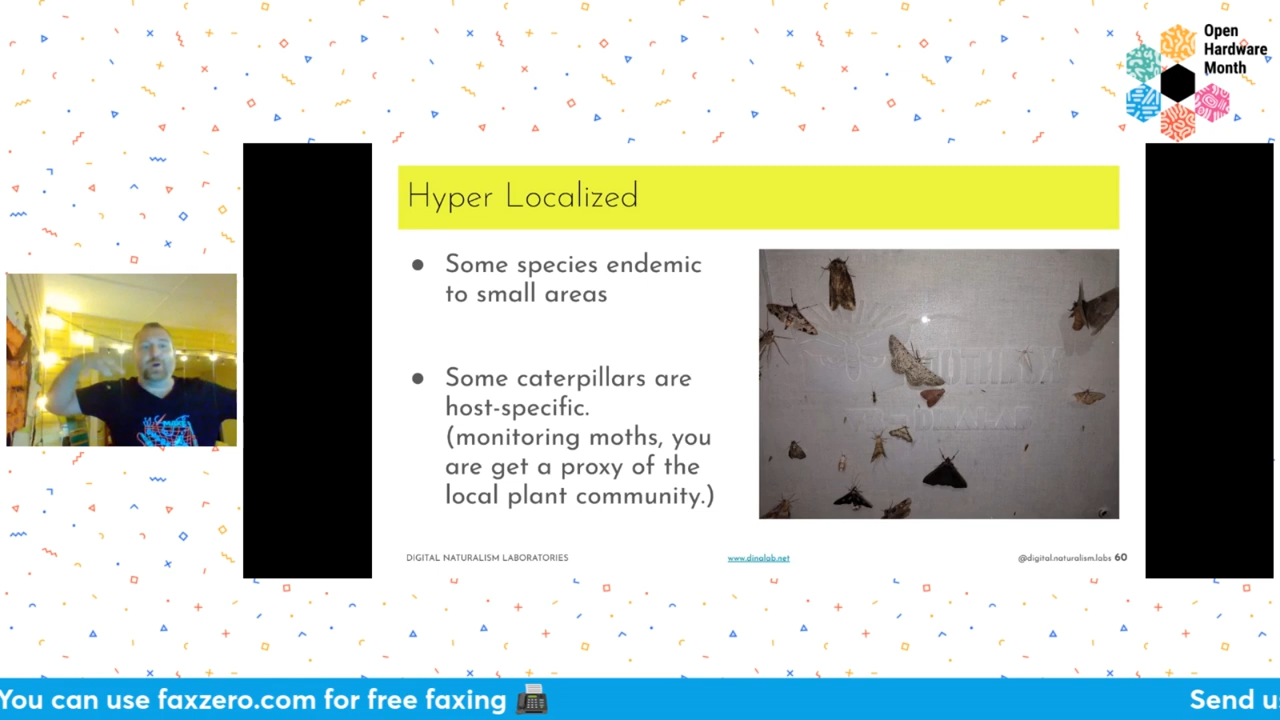 Open
Hardware
Month
Hyper Localized
● Some species endemic
to small areas
● Some caterpillars are
host-specific.
(monitoring moths, you
are get a proxy of the
local plant community.)
DIGITAL NATURALISM LABORATORIES
www.dinalab.net
@digital.naturalism.labs 60
You can use faxzero.com for free faxing
Send us